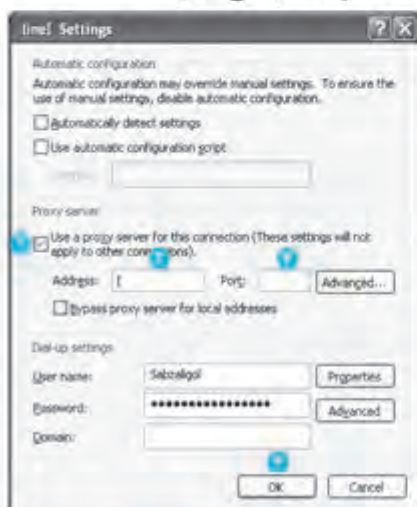 line1 Settings
Automatic configuration
Automatic configuration may override manual settings. To ensure the
use of manual settings, disable automatic configuration.
Automatically detect settings
Use automatic configuration script
Proxy server
Use a proxy server for this connection (These settings will not
apply to other connections).
Address: Port: Advanced...
Bypass proxy server for local addresses
Dial-up settings
User name: Sabzaligol Properties
Password: ••••••••••••••••• Advanced
Domain:
OK Cancel